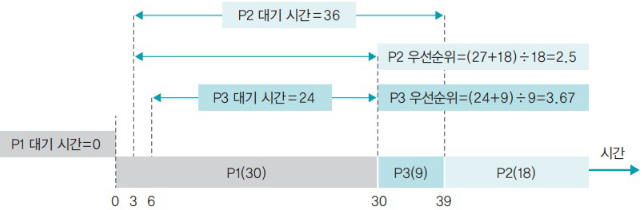 P2 대기 시간=36
P2 우선순위=(27+18)÷18=2.5
P3 대기 시간=24
P3 우선순위=(24+9)÷9=3.67
P1 대기 시간=0
시간
P1(30)
P3(9)
P2(18)
0 3 6 30 39